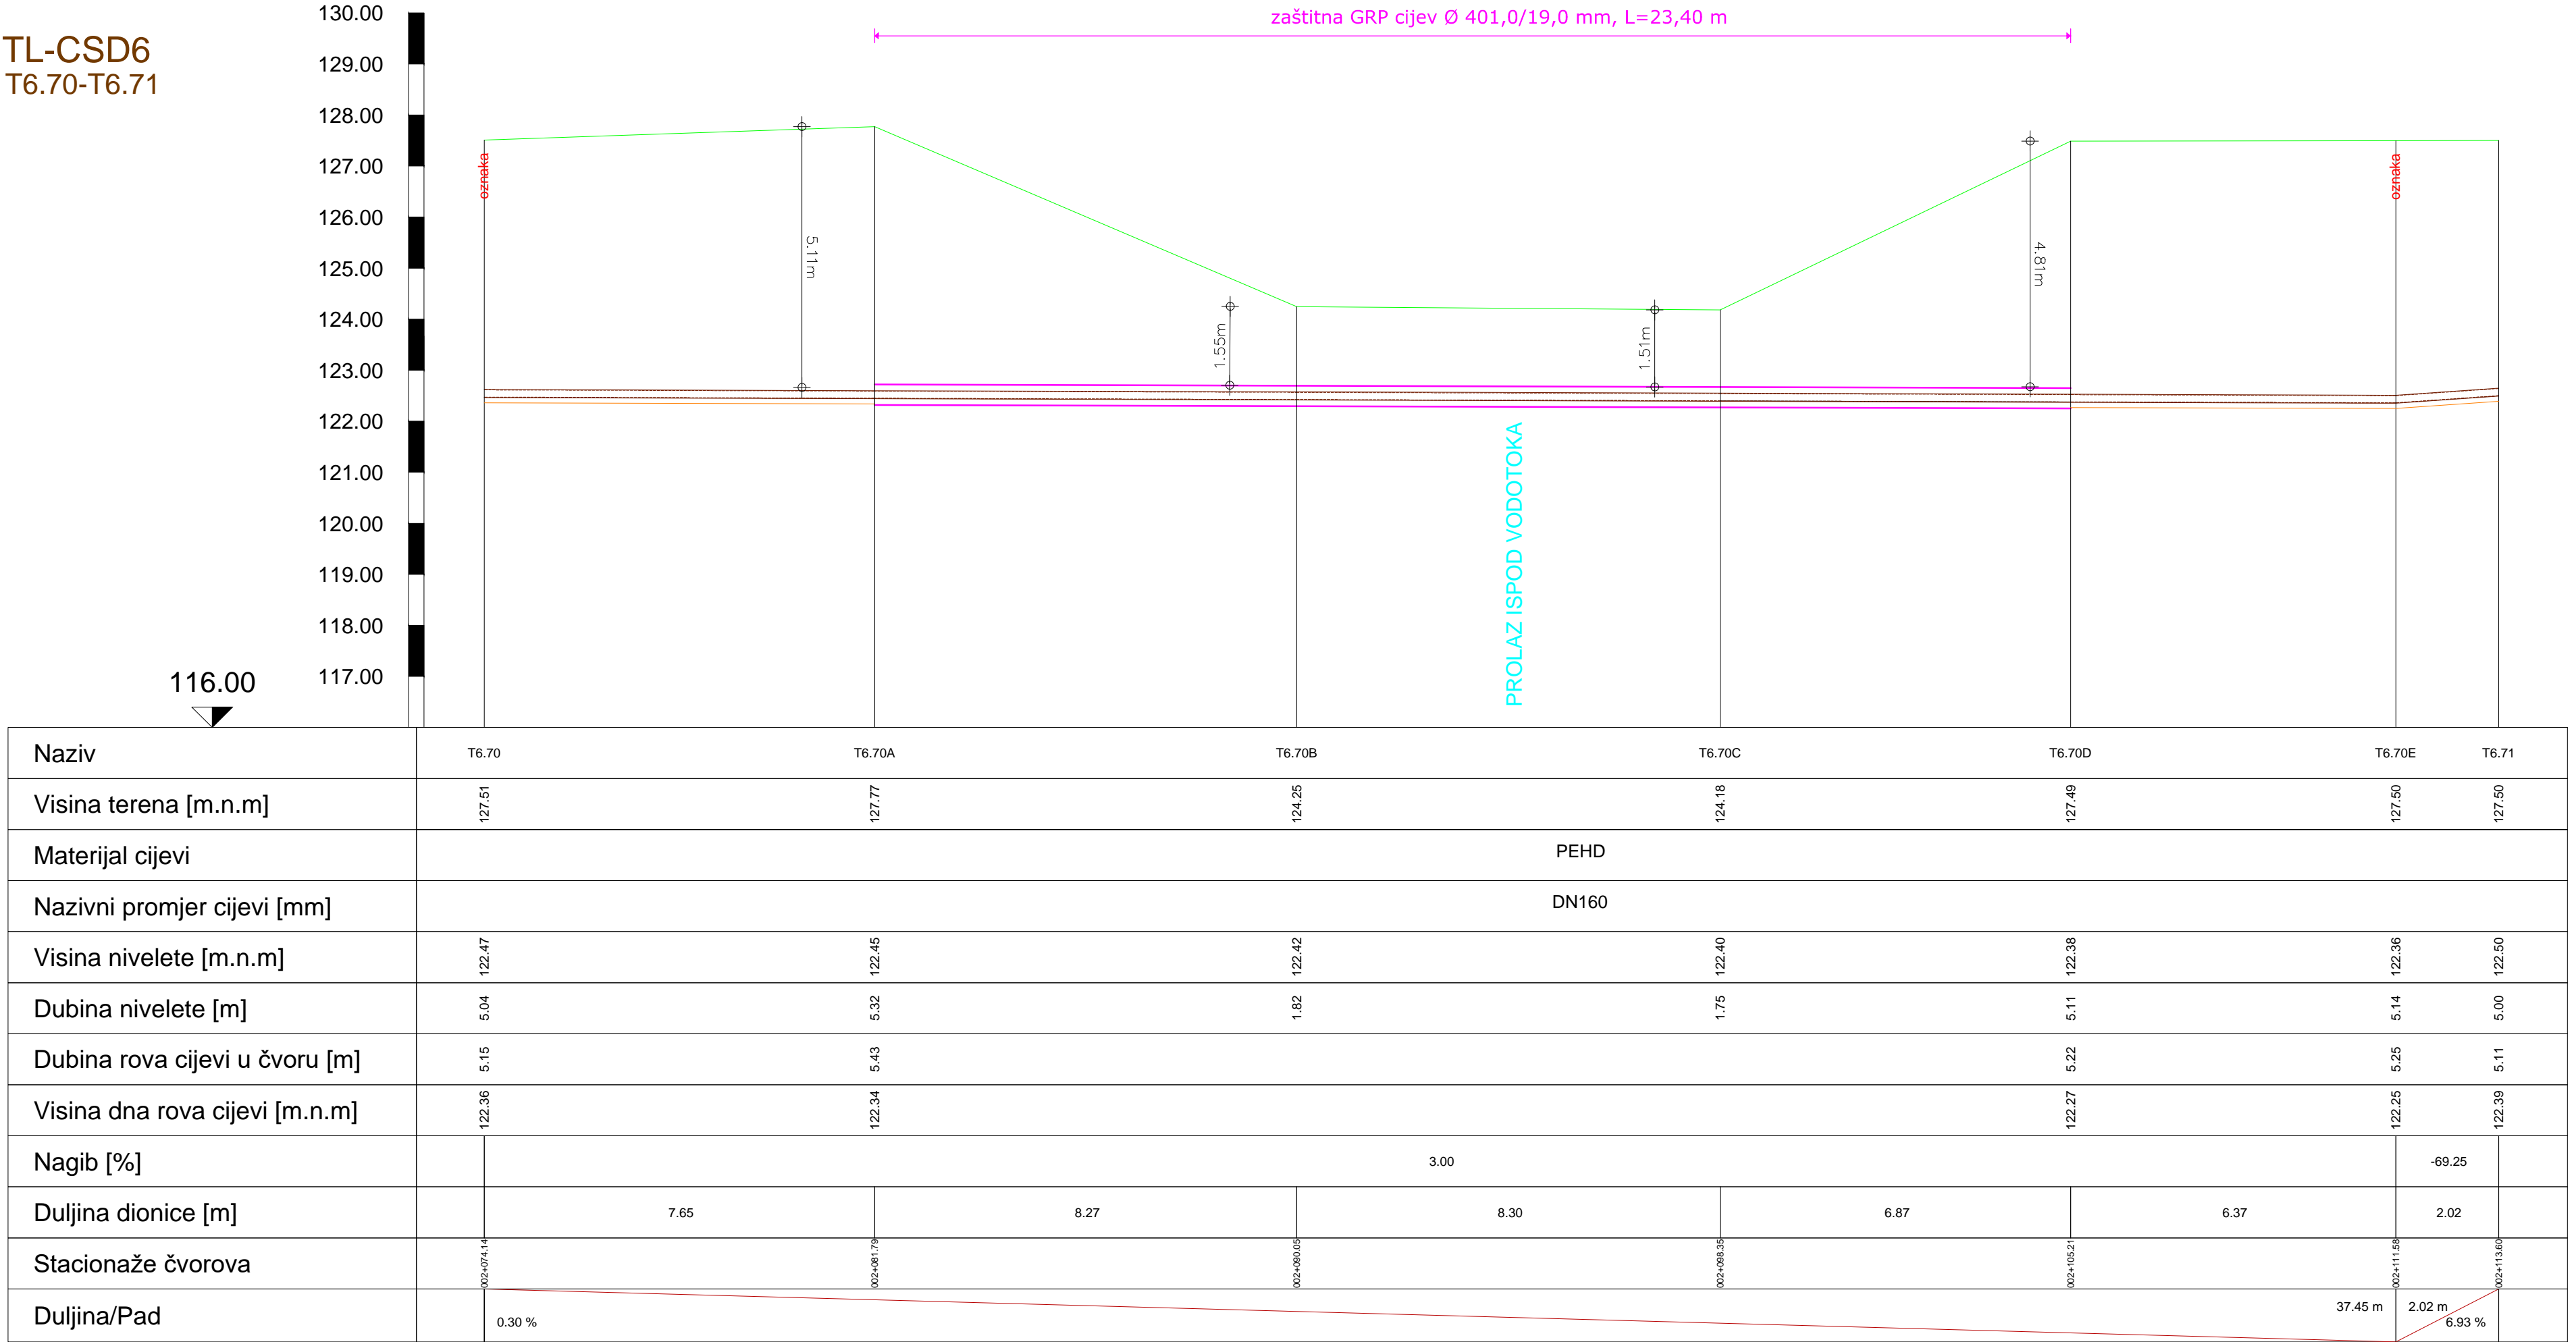 zaštitna GRP cijev Ø 401,0/19,0 mm, L=23,40 m
TL-CSD6
T6.70-T6.71
130.00
129.00
128.00
127.00
126.00
125.00
124.00
123.00
122.00
121.00
120.00
119.00
118.00
117.00
116.00
oznaka
5.11m
1.55m
1.51m
4.81m
oznaka
PROLAZ ISPOD VODOTOKA
Naziv T6.70 T6.70A T6.70B T6.70C T6.70D T6.70E T6.71
Visina terena [m.n.m] 127.51 127.77 124.25 124.18 127.49 127.50 127.50
Materijal cijevi PEHD
Nazivni promjer cijevi [mm] DN160
Visina nivelete [m.n.m] 122.47 122.45 122.42 122.40 122.38 122.36 122.50
Dubina nivelete [m] 5.04 5.32 1.82 1.75 5.11 5.14 5.00
Dubina rova cijevi u čvoru [m] 5.15 5.43 5.22 5.25 5.11
Visina dna rova cijevi [m.n.m] 122.36 122.34 122.27 122.25 122.39
Nagib [%] 3.00 -69.25
Duljina dionice [m] 7.65 8.27 8.30 6.87 6.37 2.02
Stacionaže čvorova 002+074.14 002+081.79 002+090.05 002+098.35 002+105.21 002+111.58 002+113.60
Duljina/Pad 0.30 % 37.45 m 2.02 m 6.93 %